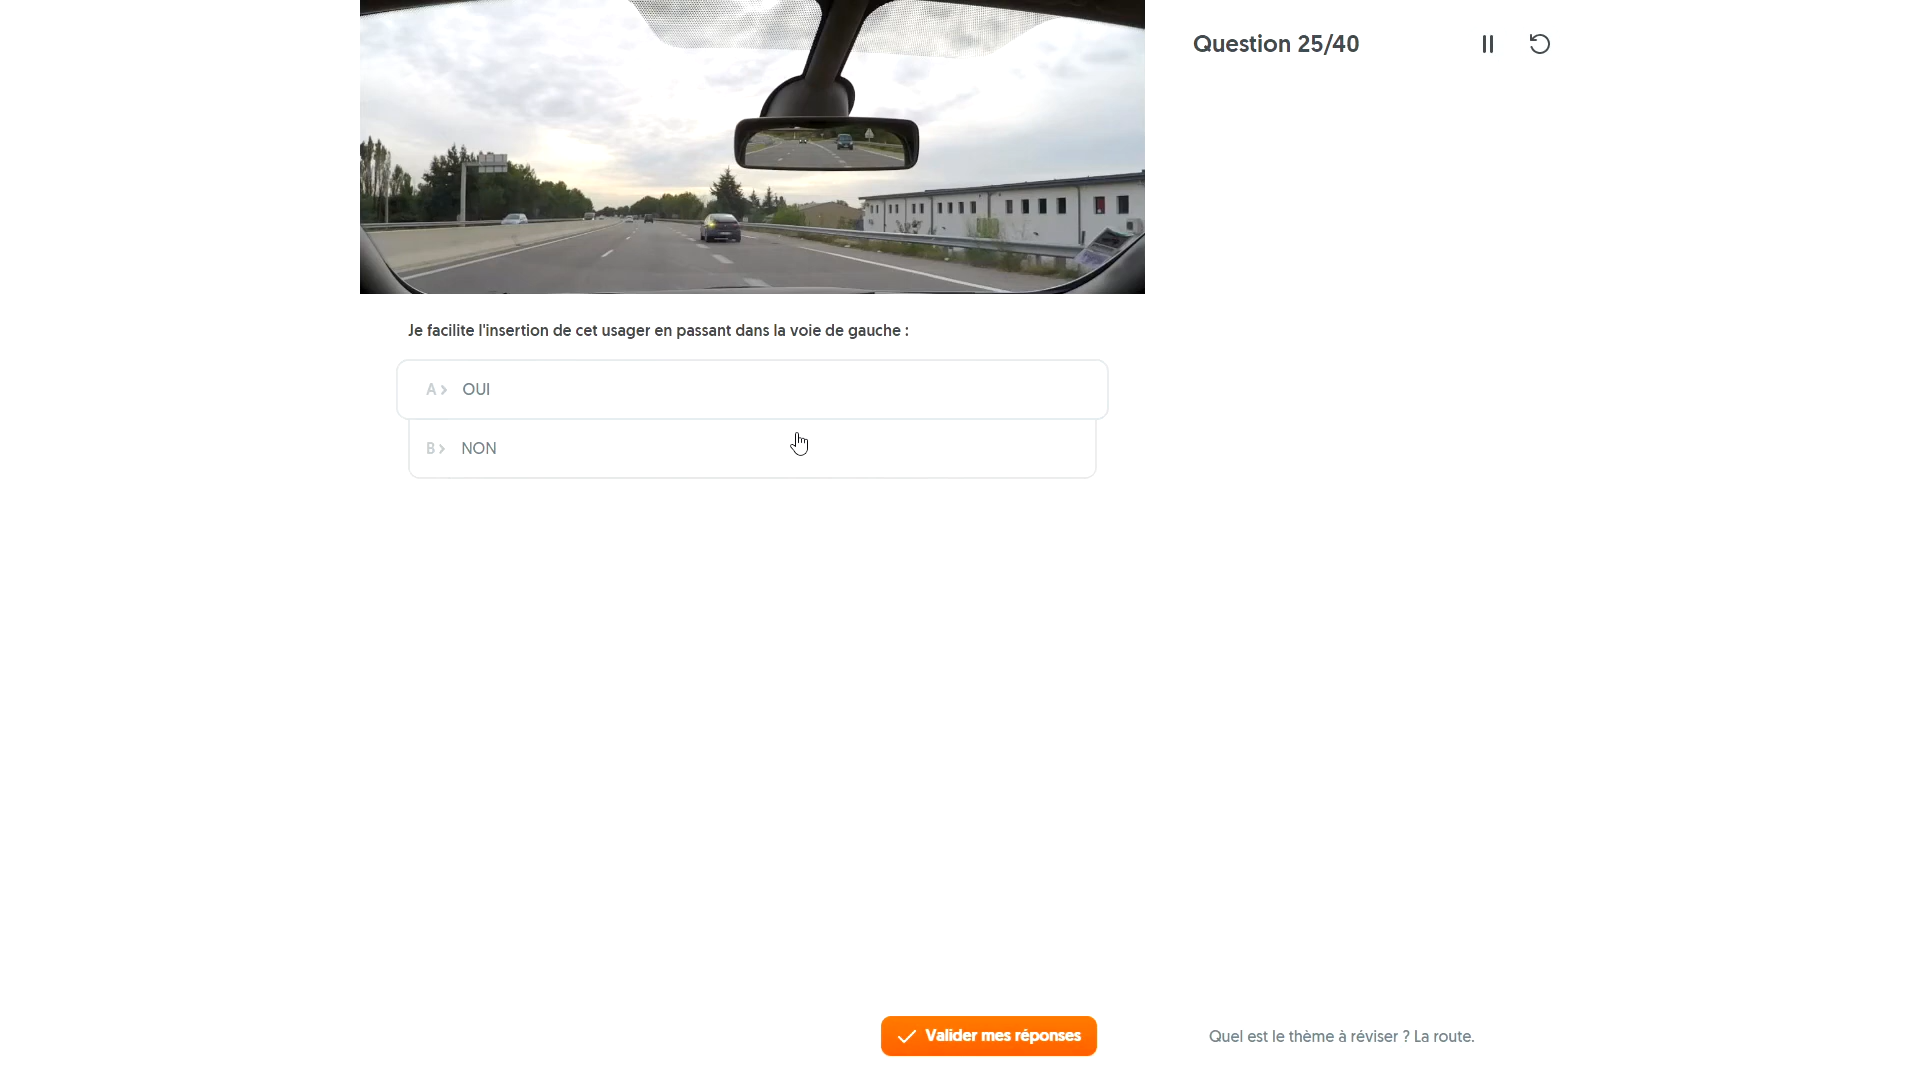 Question 25/40
Je facilite l'insertion de cet usager en passant dans la voie de gauche :
A OUI
B NON
Valider mes réponses
Quel est le thème à réviser ? La route.